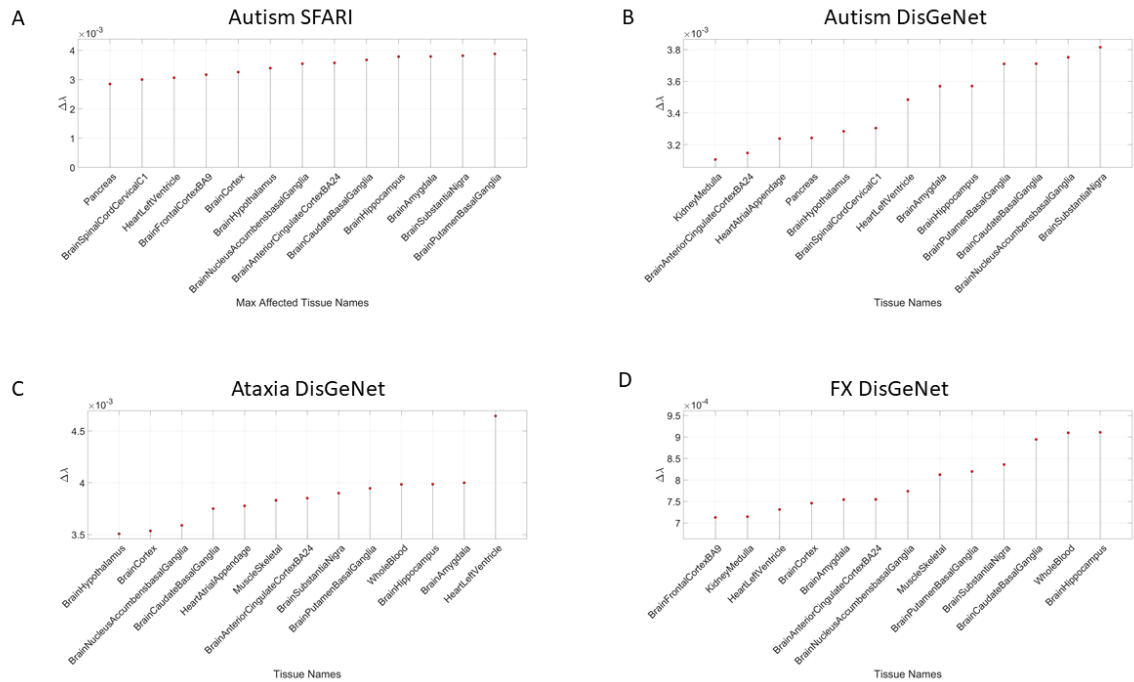 A
Autism SFARI
×10⁻³
4
3
2
1
0
Δλ
Pancreas
BrainSpinalCordCervicalC1
HeartLeftVentricle
BrainFrontalCortexBA9
BrainCortex
BrainHypothalamus
BrainNucleusAccumbensbasalGanglia
BrainAnteriorCingulateCortexBA24
BrainCaudateBasalGanglia
BrainHippocampus
BrainAmygdala
BrainSubstantiaNigra
BrainPutamenBasalGanglia
Max Affected Tissue Names
B
Autism DisGeNet
×10⁻³
3.8
3.6
3.4
3.2
Δλ
KidneyMedulla
BrainAnteriorCingulateCortexBA24
HeartAtrialAppendage
Pancreas
BrainHypothalamus
BrainSpinalCordCervicalC1
HeartLeftVentricle
BrainAmygdala
BrainHippocampus
BrainPutamenBasalGanglia
BrainCaudateBasalGanglia
BrainNucleusAccumbensbasalGanglia
BrainSubstantiaNigra
Tissue Names
C
Ataxia DisGeNet
×10⁻³
4.5
4
3.5
Δλ
BrainHypothalamus
BrainCortex
BrainNucleusAccumbensbasalGanglia
BrainCaudateBasalGanglia
HeartAtrialAppendage
MuscleSkeletal
BrainAnteriorCingulateCortexBA24
BrainSubstantiaNigra
BrainPutamenBasalGanglia
WholeBlood
BrainHippocampus
BrainAmygdala
HeartLeftVentricle
Tissue Names
D
FX DisGeNet
×10⁻⁴
9.5
9
8.5
8
7.5
7
Δλ
BrainFrontalCortexBA9
KidneyMedulla
HeartLeftVentricle
BrainCortex
BrainAmygdala
BrainAnteriorCingulateCortexBA24
BrainNucleusAccumbensbasalGanglia
MuscleSkeletal
BrainPutamenBasalGanglia
BrainSubstantiaNigra
BrainCaudateBasalGanglia
WholeBlood
BrainHippocampus
Tissue Names